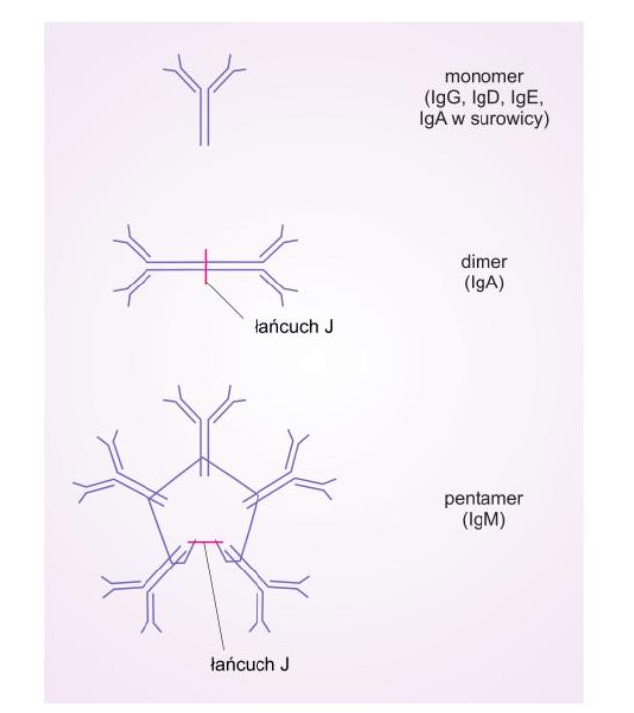 monomer
(IgG, IgD, IgE,
IgA w surowicy)
dimer
(IgA)
łańcuch J
pentamer
(IgM)
łańcuch J